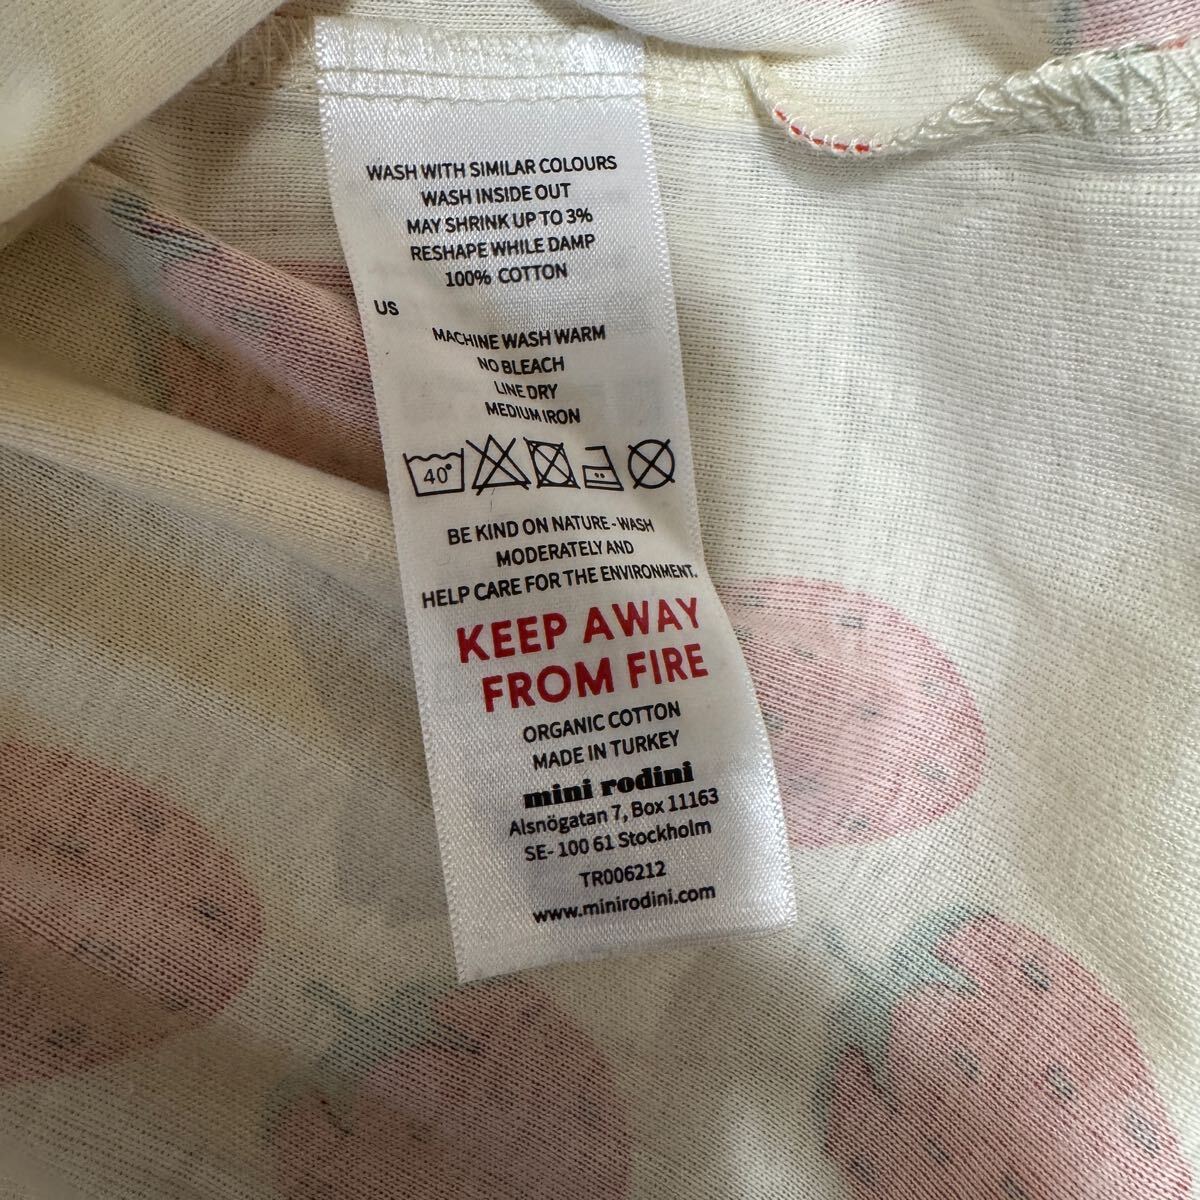 WASH WITH SIMILAR COLOURS
WASH INSIDE OUT
MAY SHRINK UP TO 3%
RESHAPE WHILE DAMP
100% COTTON
US
MACHINE WASH WARM
NO BLEACH
LINE DRY
MEDIUM IRON
40°
BE KIND ON NATURE - WASH
MODERATELY AND
HELP CARE FOR THE ENVIRONMENT.
KEEP AWAY
FROM FIRE
ORGANIC COTTON
MADE IN TURKEY
mini rodini
Alsnögatan 7, Box 11163
SE- 100 61 Stockholm
TR006212
www.minirodini.com